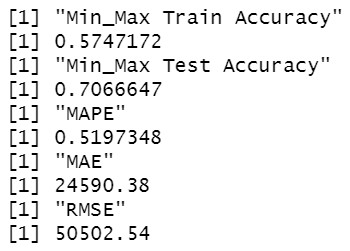 [1] "Min_Max Train Accuracy"
[1] 0.5747172
[1] "Min_Max Test Accuracy"
[1] 0.7066647
[1] "MAPE"
[1] 0.5197348
[1] "MAE"
[1] 24590.38
[1] "RMSE"
[1] 50502.54